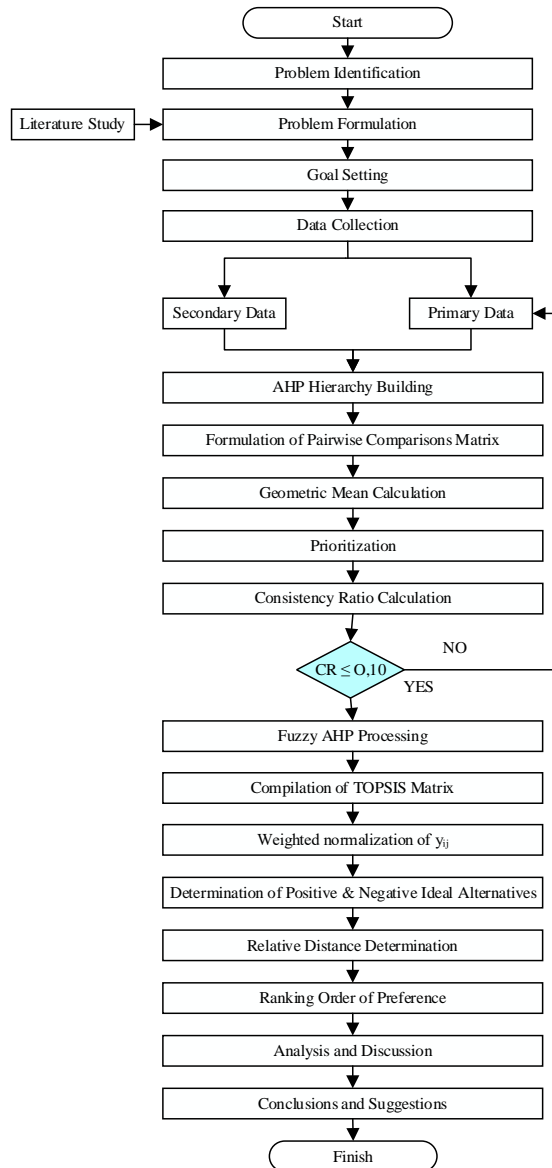 Start
Problem Identification
Literature Study
Problem Formulation
Goal Setting
Data Collection
Secondary Data
Primary Data
AHP Hierarchy Building
Formulation of Pairwise Comparisons Matrix
Geometric Mean Calculation
Prioritization
Consistency Ratio Calculation
NO
CR ≤ O,10
YES
Fuzzy AHP Processing
Compilation of TOPSIS Matrix
Weighted normalization of yᵢⱼ
Determination of Positive & Negative Ideal Alternatives
Relative Distance Determination
Ranking Order of Preference
Analysis and Discussion
Conclusions and Suggestions
Finish